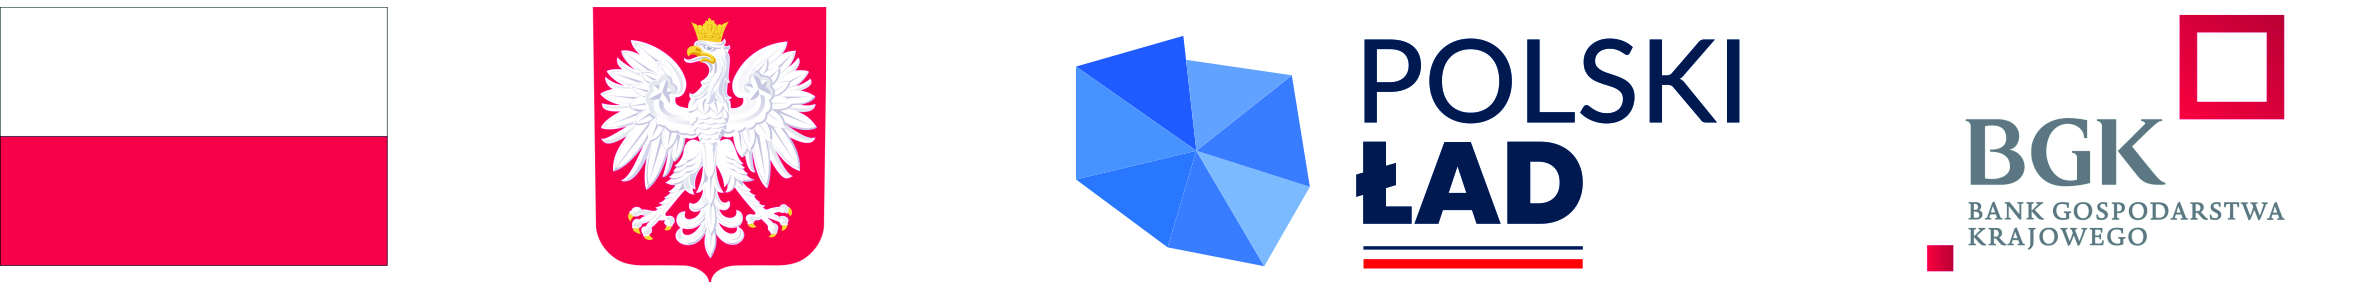 POLSKI
ŁAD
BGK
BANK GOSPODARSTWA
KRAJOWEGO